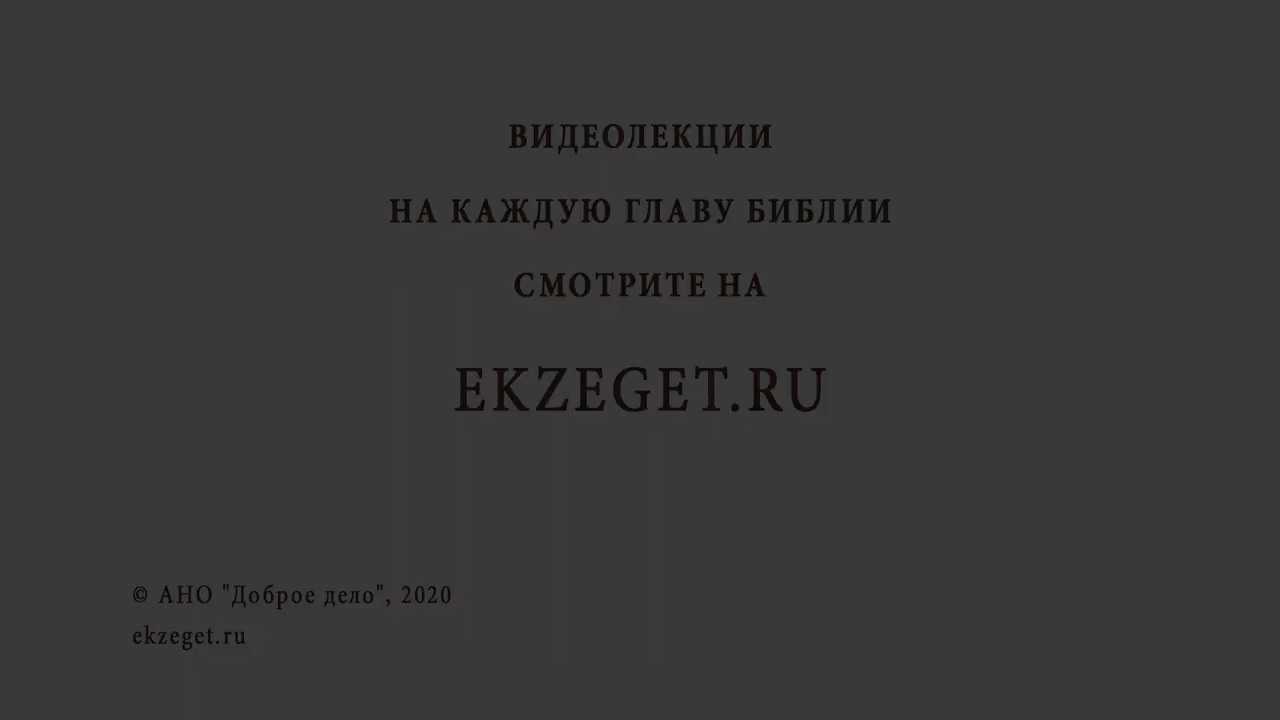 ВИДЕОЛЕКЦИИ
НА КАЖДУЮ ГЛАВУ БИБЛИИ
СМОТРИТЕ НА
EKZEGET.RU
© АНО "Доброе дело", 2020
ekzeget.ru